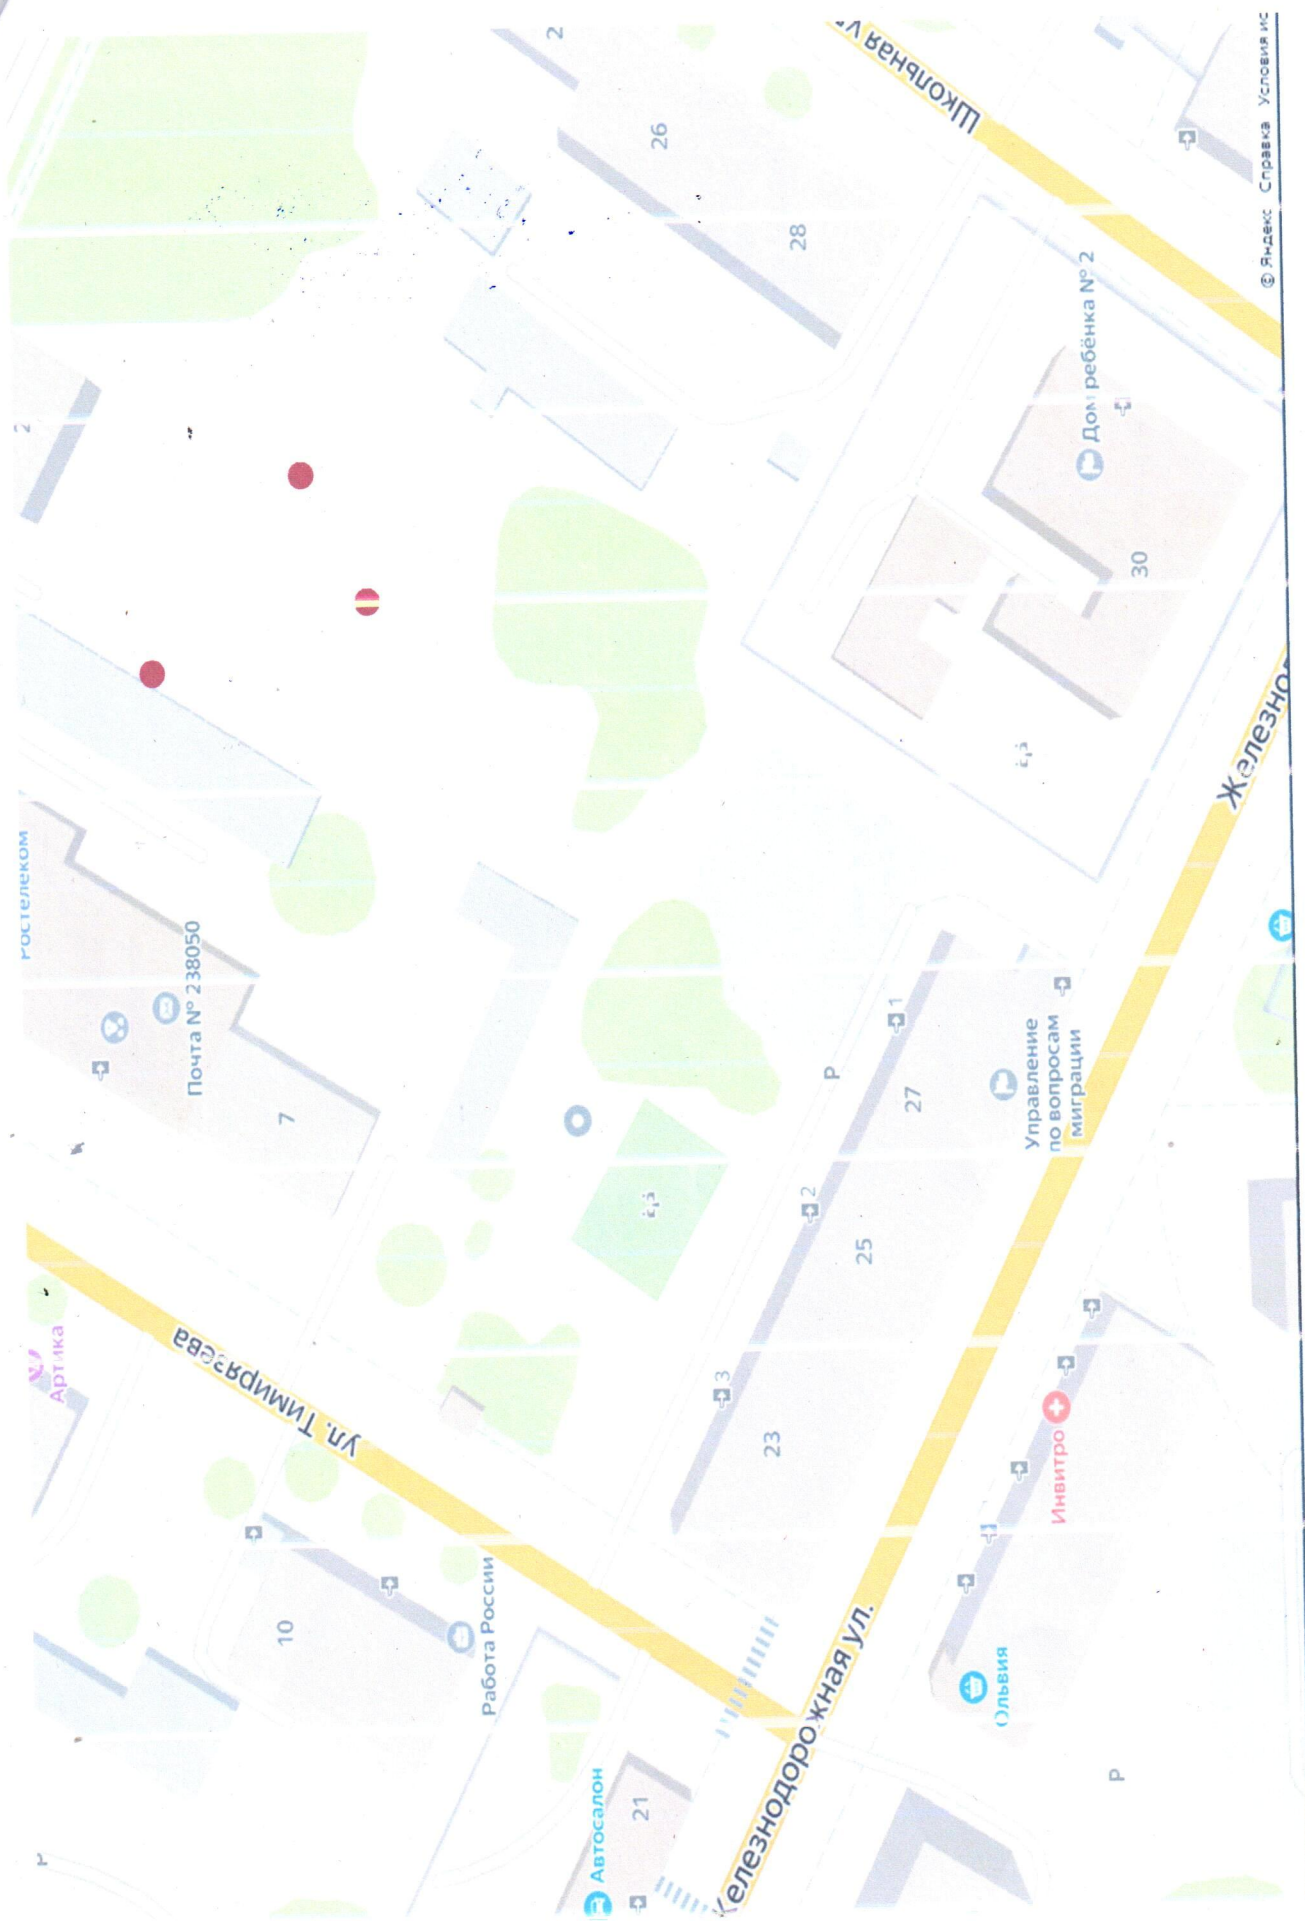 Ростелеком
Почта № 238050
7
2
Артика
ул. Тимирязева
10
Работа России
Р
Автосалон
21
Железнодорожная ул.
3
23
2
25
1
27
Р
Управление
по вопросам
миграции
Инвитро
Ольвия
Р
30
Дом ребёнка № 2
28
26
2
Школьная у
Железно
© Яндекс Справка Условия ис